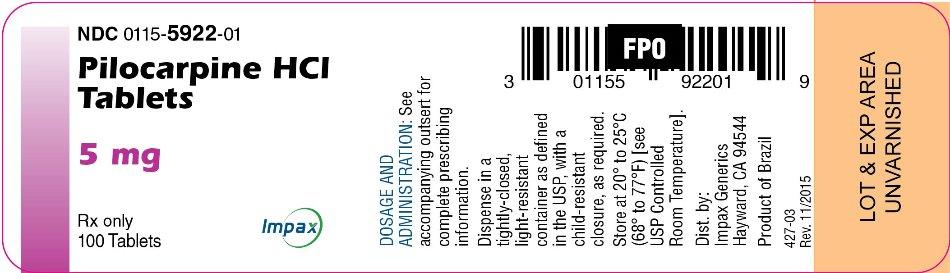 NDC 0115-5922-01
Pilocarpine HCl
Tablets
5 mg
Rx only
100 Tablets
Impax
DOSAGE AND
ADMINISTRATION: See
accompanying outsert for
complete prescribing
information.
Dispense in a
tightly-closed,
light-resistant
container as defined
in the USP, with a
child-resistant
closure, as required.
Store at 20° to 25°C
(68° to 77°F) [see
USP Controlled
Room Temperature].
Dist. by:
Impax Generics
Hayward, CA 94544
Product of Brazil
427-03
Rev. 11/2015
FPO
3 01155 92201 9
LOT & EXP AREA
UNVARNISHED